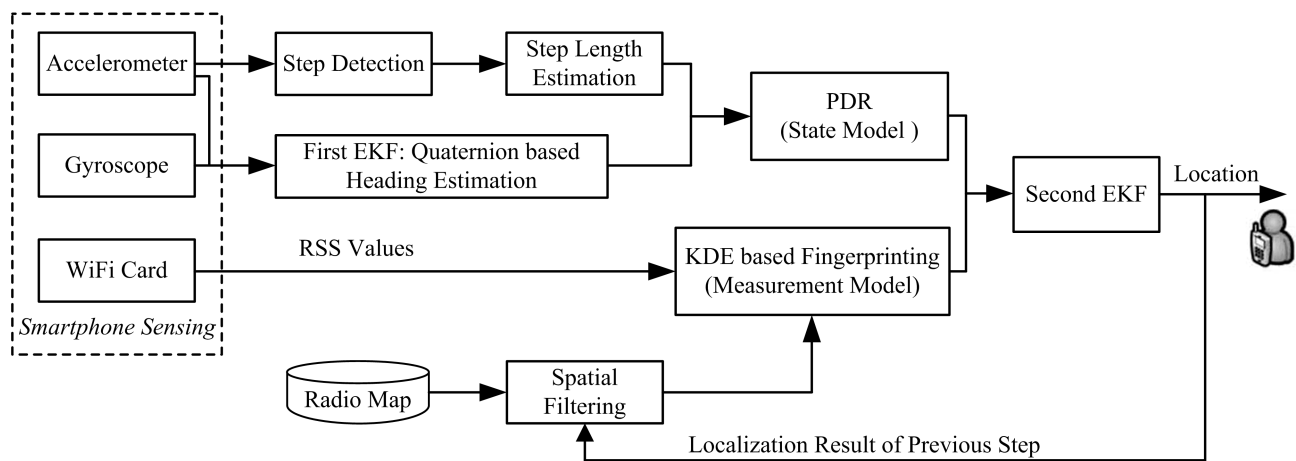 Accelerometer
Step Detection
Step Length
Estimation
PDR
(State Model )
Gyroscope
First EKF: Quaternion based
Heading Estimation
Second EKF
Location
WiFi Card
RSS Values
KDE based Fingerprinting
(Measurement Model)
Smartphone Sensing
Radio Map
Spatial
Filtering
Localization Result of Previous Step